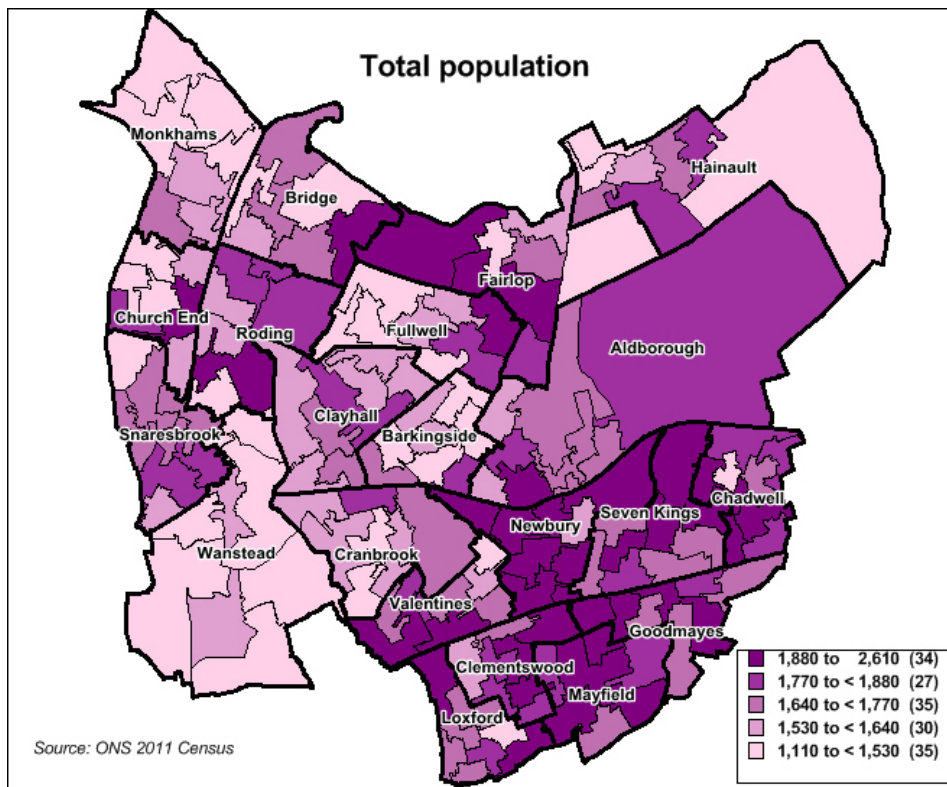 Total population
Monkhams
Hainault
Bridge
Fairlop
Church End
Roding
Fullwell
Aldborough
Clayhall
Snaresbrook
Barkingside
Chadwell
Newbury
Seven Kings
Wanstead
Cranbrook
Valentines
Goodmayes
Clementswood
Mayfield
Loxford
1,880 to 2,610 (34)
1,770 to < 1,880 (27)
1,640 to < 1,770 (35)
1,530 to < 1,640 (30)
1,110 to < 1,530 (35)
Source: ONS 2011 Census